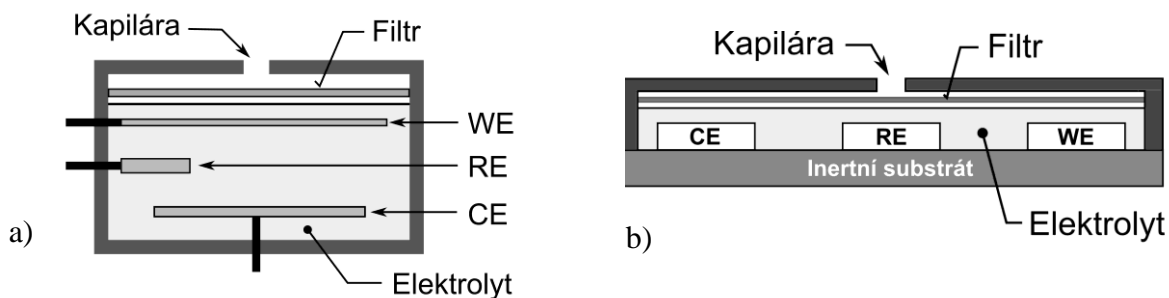 Kapilára
Filtr
WE
RE
CE
Elektrolyt
a)
Kapilára
Filtr
CE
RE
WE
Inertní substrát
Elektrolyt
b)